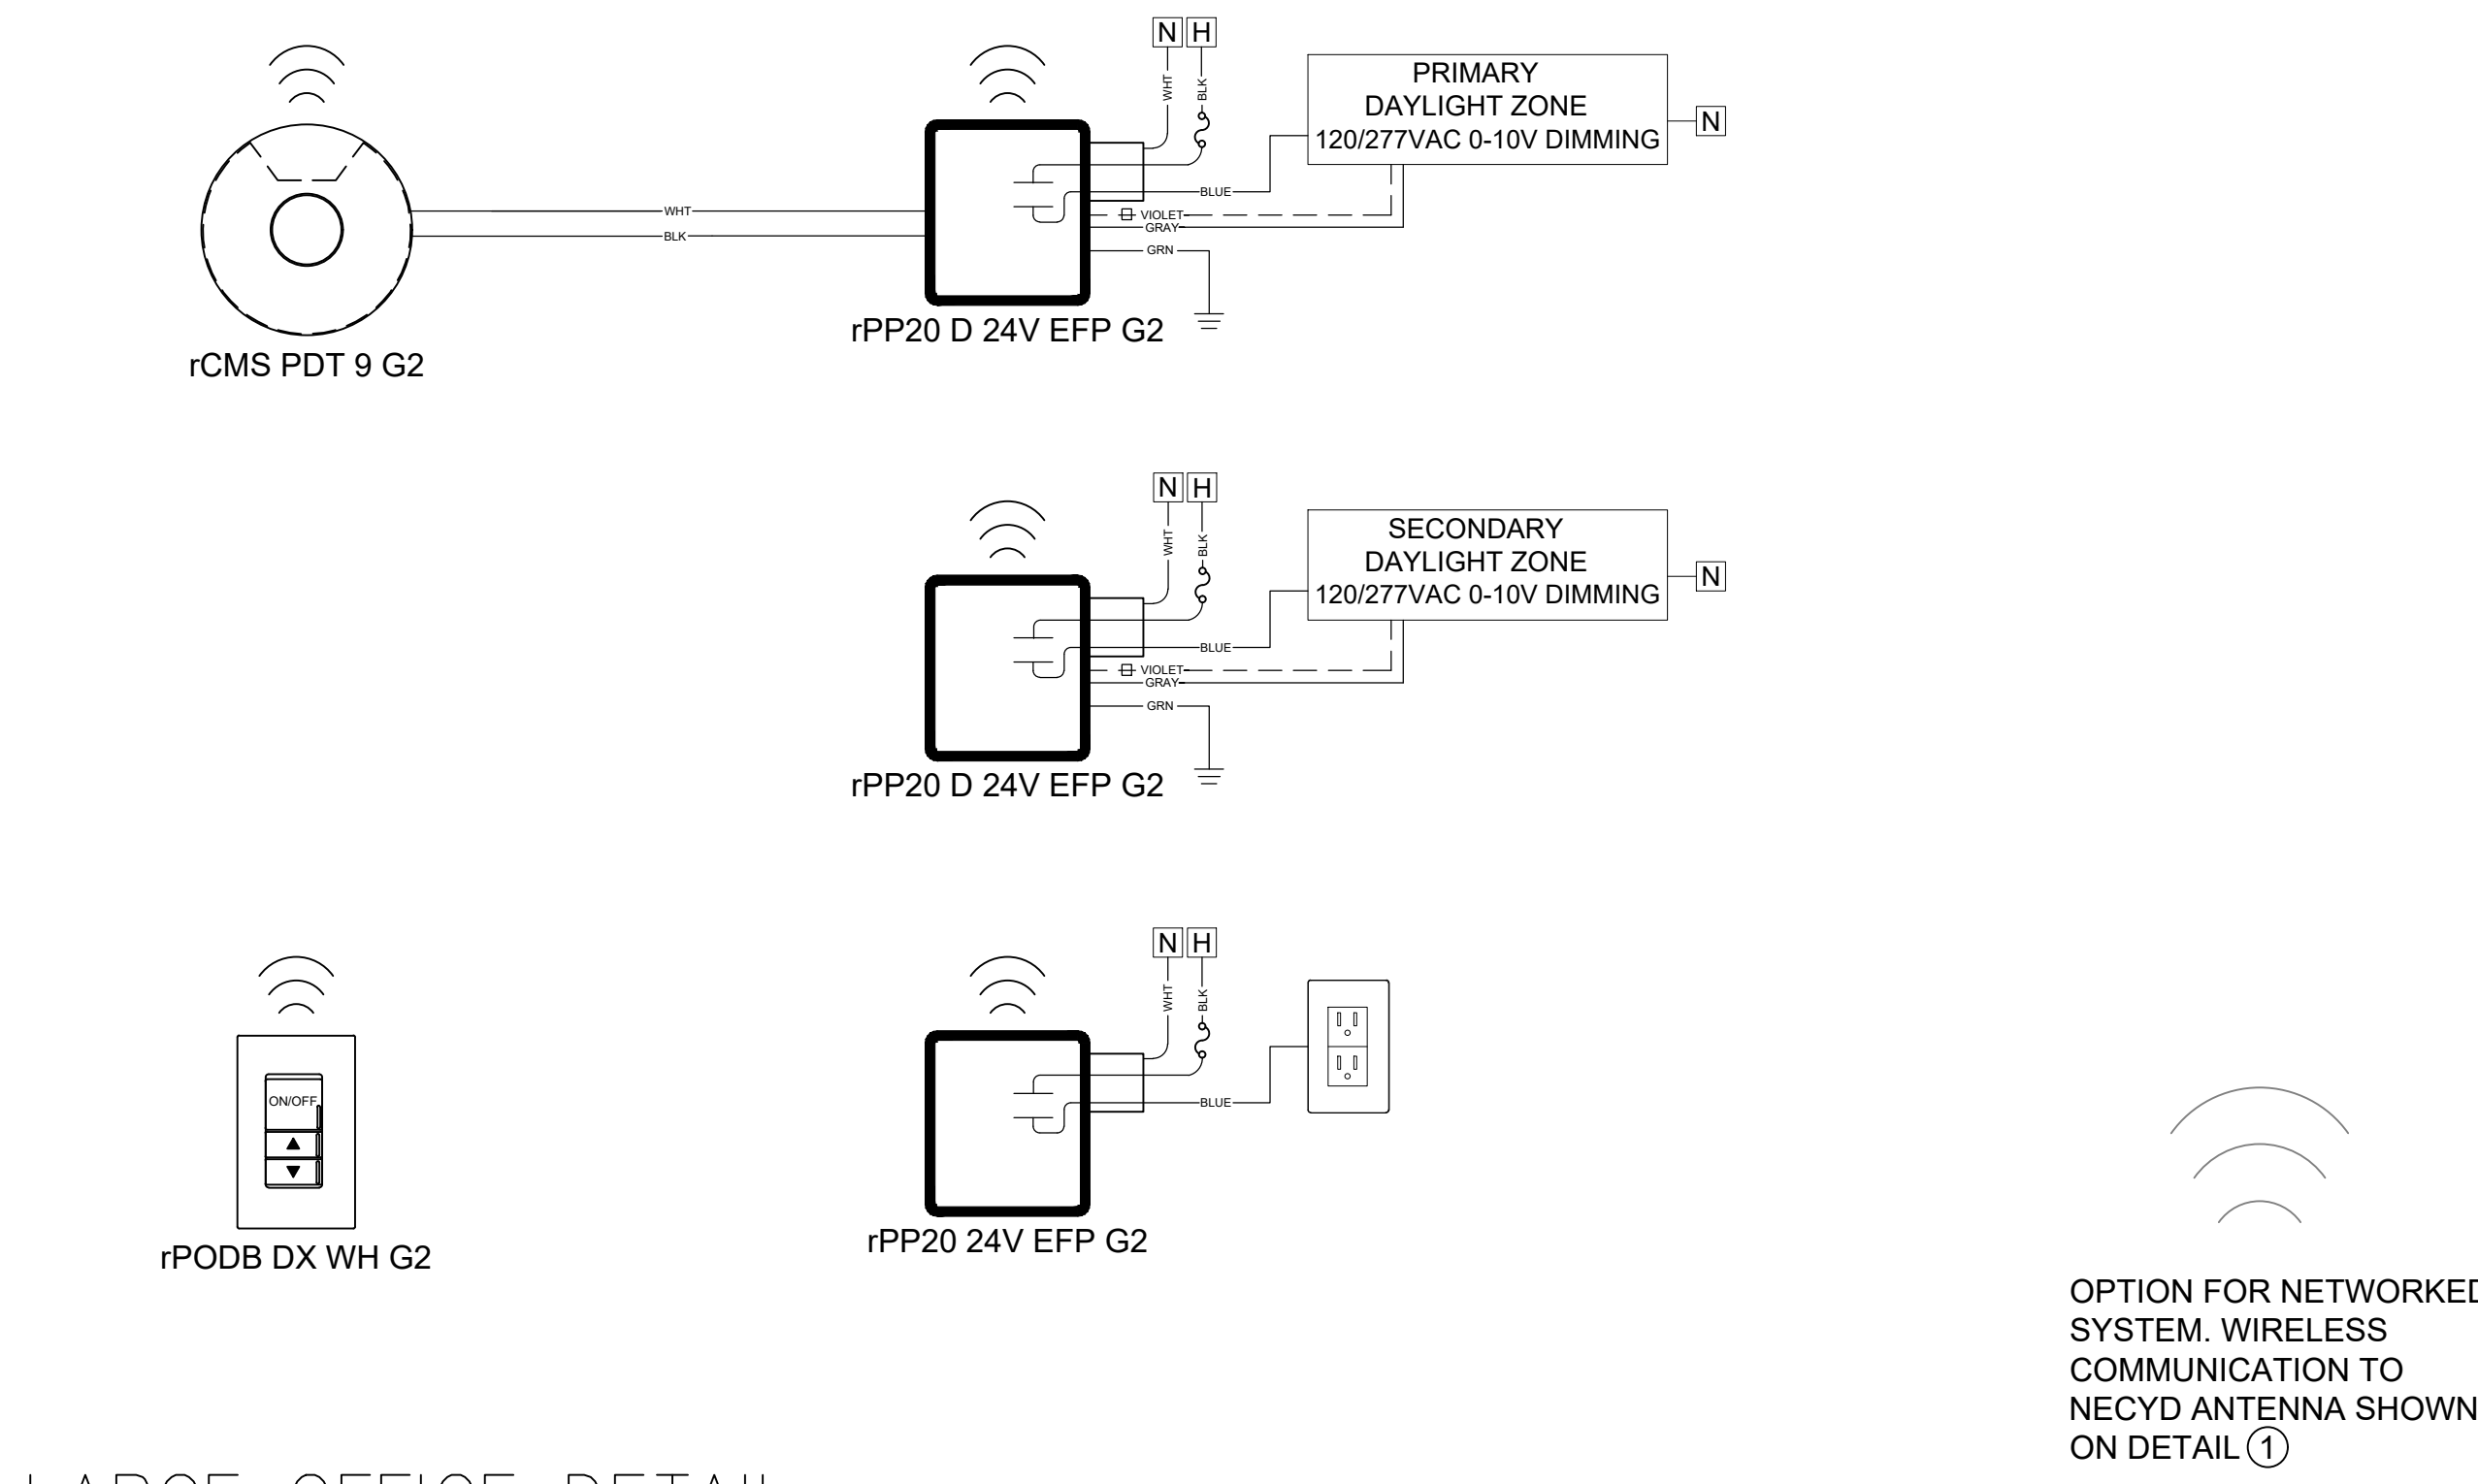 N H
WHT
BLK
PRIMARY
DAYLIGHT ZONE
120/277VAC 0-10V DIMMING
N
WHT
BLK
BLUE
VIOLET
GRAY
GRN
rCMS PDT 9 G2
rPP20 D 24V EFP G2
N H
WHT
BLK
SECONDARY
DAYLIGHT ZONE
120/277VAC 0-10V DIMMING
N
BLUE
VIOLET
GRAY
GRN
rPP20 D 24V EFP G2
N H
WHT
BLK
BLUE
ON/OFF
rPODB DX WH G2
rPP20 24V EFP G2
OPTION FOR NETWORKED
SYSTEM. WIRELESS
COMMUNICATION TO
NECYD ANTENNA SHOWN
ON DETAIL 1
LARGE OFFICE DETAIL